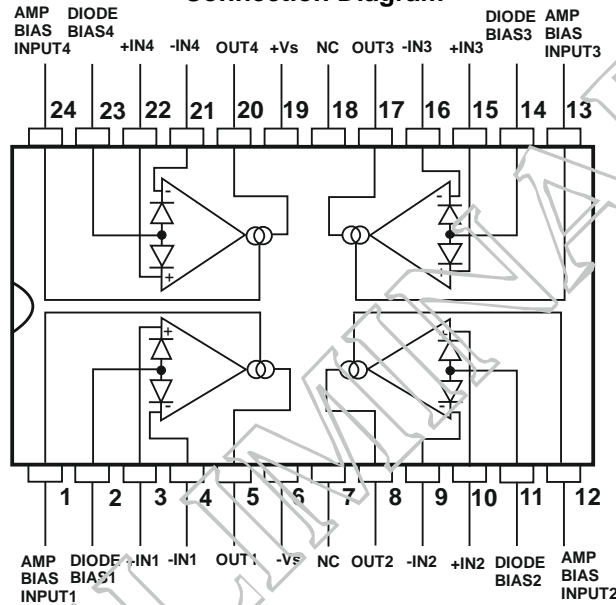 Connection Diagram
AMP BIAS INPUT4 DIODE BIAS4 +IN4 -IN4 OUT4 +Vs NC OUT3 -IN3 +IN3 DIODE BIAS3 AMP BIAS INPUT3
24 23 22 21 20 19 18 17 16 15 14 13
- -
+ +
+ +
- -
1 2 3 4 5 6 7 8 9 10 11 12
AMP BIAS INPUT1 DIODE BIAS1 +IN1 -IN1 OUT1 -Vs NC OUT2 -IN2 +IN2 DIODE BIAS2 AMP BIAS INPUT2
LIMINA